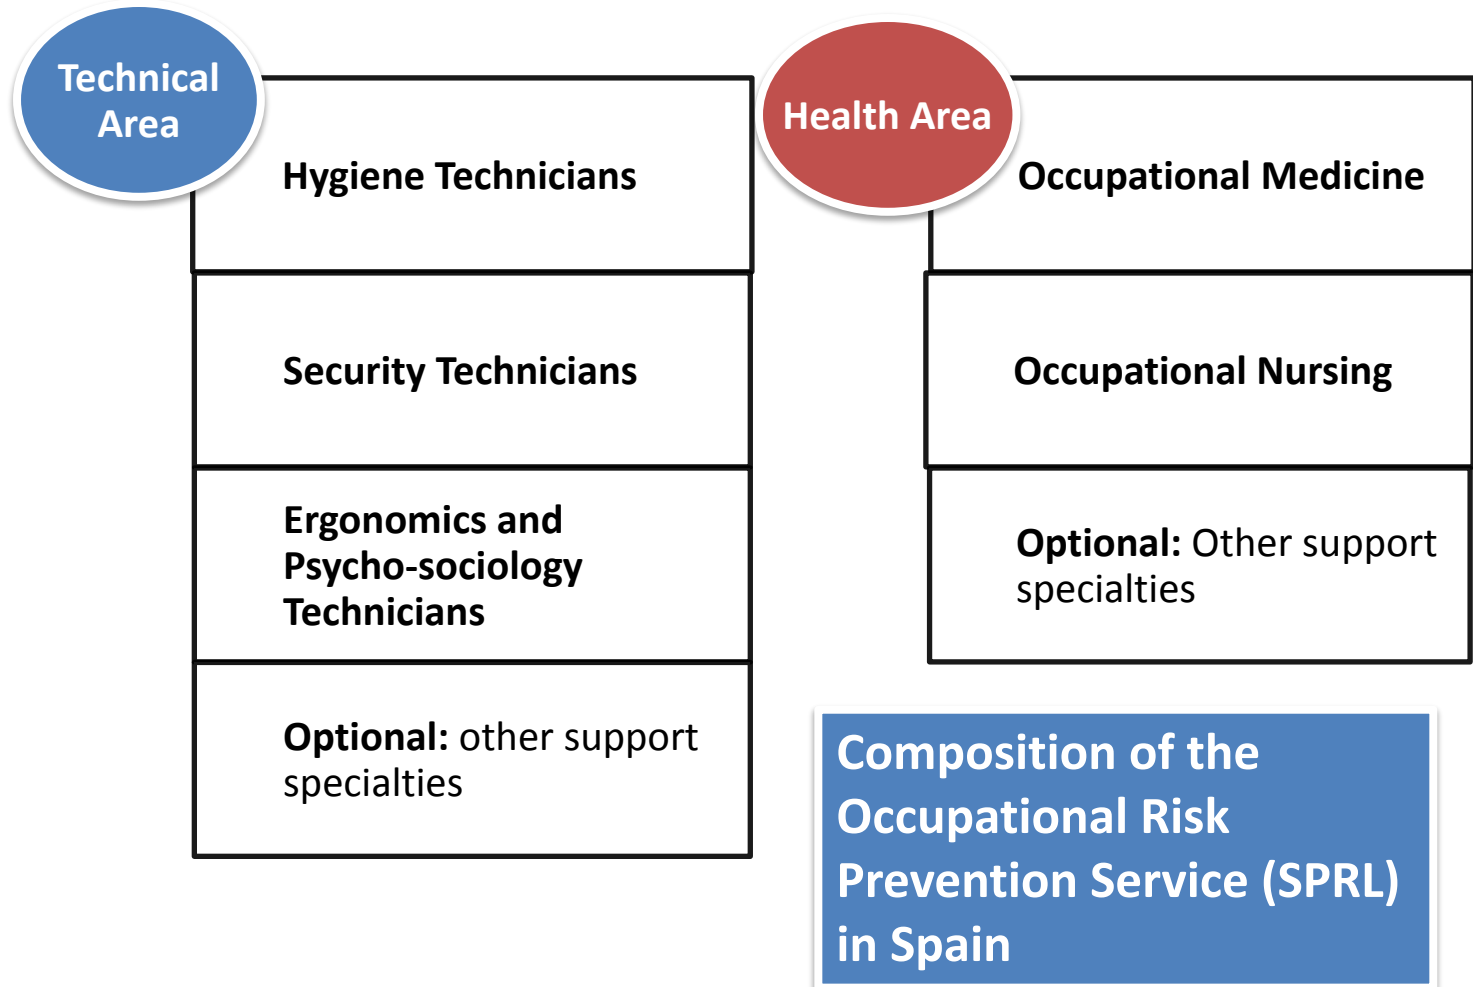 Technical
Area
Hygiene Technicians
Security Technicians
Ergonomics and
Psycho-sociology
Technicians
Optional: other support
specialties
Health Area
Occupational Medicine
Occupational Nursing
Optional: Other support
specialties
Composition of the
Occupational Risk
Prevention Service (SPRL)
in Spain